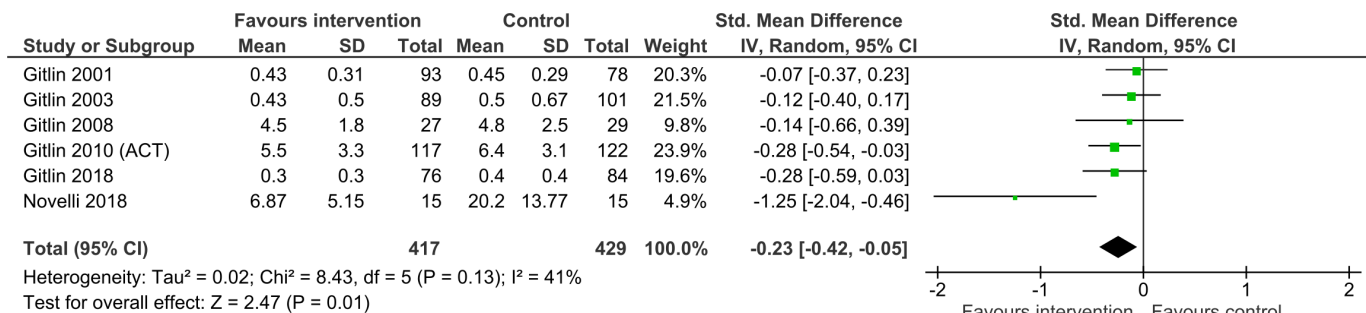 Favours intervention Control Std. Mean Difference Std. Mean Difference
Study or Subgroup Mean SD Total Mean SD Total Weight IV, Random, 95% CI IV, Random, 95% CI
Gitlin 2001 0.43 0.31 93 0.45 0.29 78 20.3% -0.07 [-0.37, 0.23]
Gitlin 2003 0.43 0.5 89 0.5 0.67 101 21.5% -0.12 [-0.40, 0.17]
Gitlin 2008 4.5 1.8 27 4.8 2.5 29 9.8% -0.14 [-0.66, 0.39]
Gitlin 2010 (ACT) 5.5 3.3 117 6.4 3.1 122 23.9% -0.28 [-0.54, -0.03]
Gitlin 2018 0.3 0.3 76 0.4 0.4 84 19.6% -0.28 [-0.59, 0.03]
Novelli 2018 6.87 5.15 15 20.2 13.77 15 4.9% -1.25 [-2.04, -0.46]
Total (95% CI) 417 429 100.0% -0.23 [-0.42, -0.05]
Heterogeneity: Tau² = 0.02; Chi² = 8.43, df = 5 (P = 0.13); I² = 41%
Test for overall effect: Z = 2.47 (P = 0.01)
-2 -1 0 1 2
Favours intervention Favours control